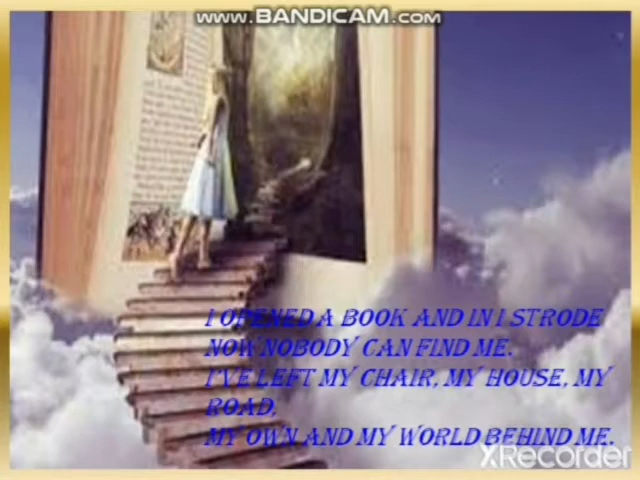 www.BANDICAM.com
I OPENED A BOOK AND IN I STRODE
NOW NOBODY CAN FIND ME.
I'VE LEFT MY CHAIR, MY HOUSE, MY
ROAD,
MY OWN AND MY WORLD BEHIND ME.
XRecorder